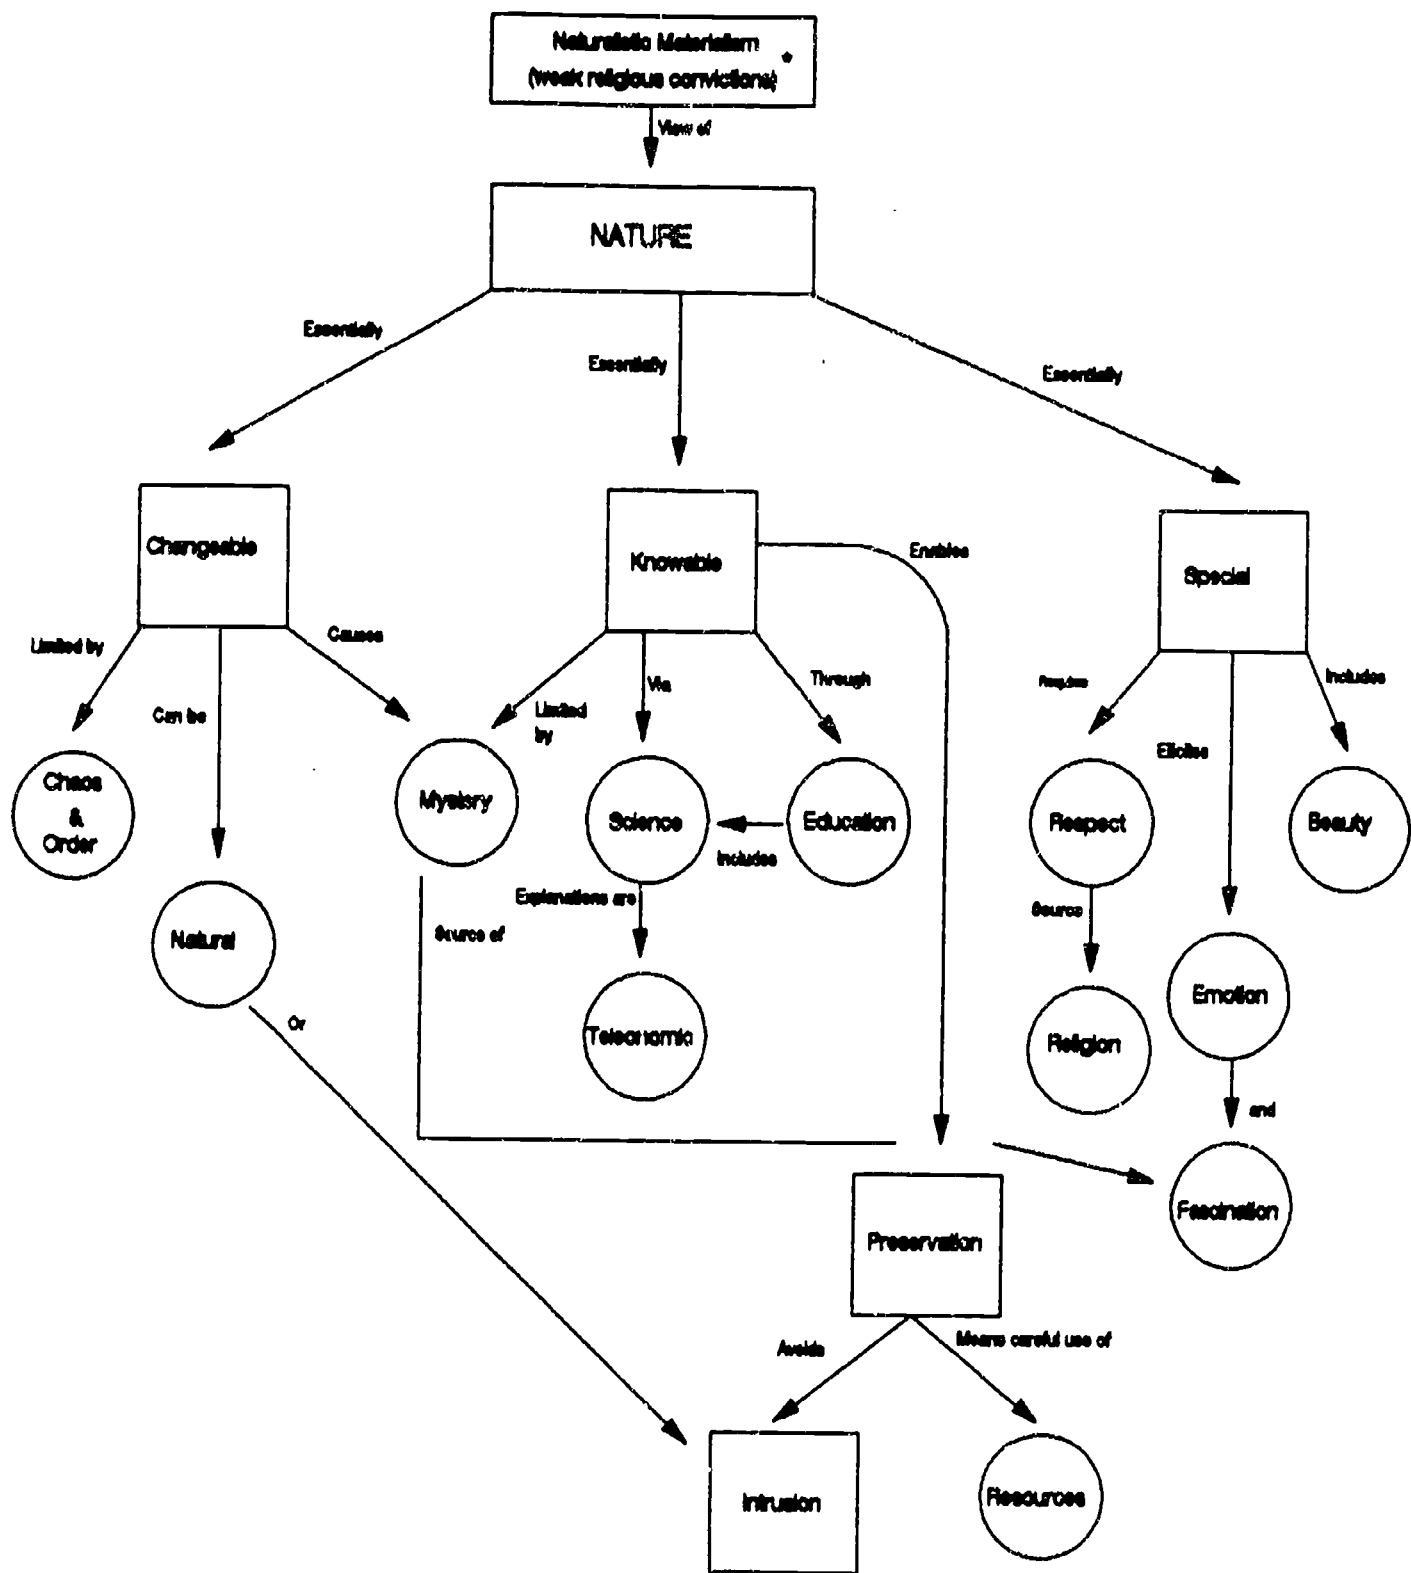 Naturalistic Materialism *
(weak religious convictions)
View of
NATURE
Essentially
Essentially
Essentially
Changeable
Knowable
Enables
Special
Limited by
Causes
Can be
Limited
by
Via
Through
Requires
Includes
Elicites
Chaos
&
Order
Mystery
Science
Education
Includes
Respect
Beauty
Natural
Source of
Explanations are
Source
Or
Teleonomic
Religion
Emotion
and
Fascination
Preservation
Avoids
Means careful use of
Intrusion
Resources